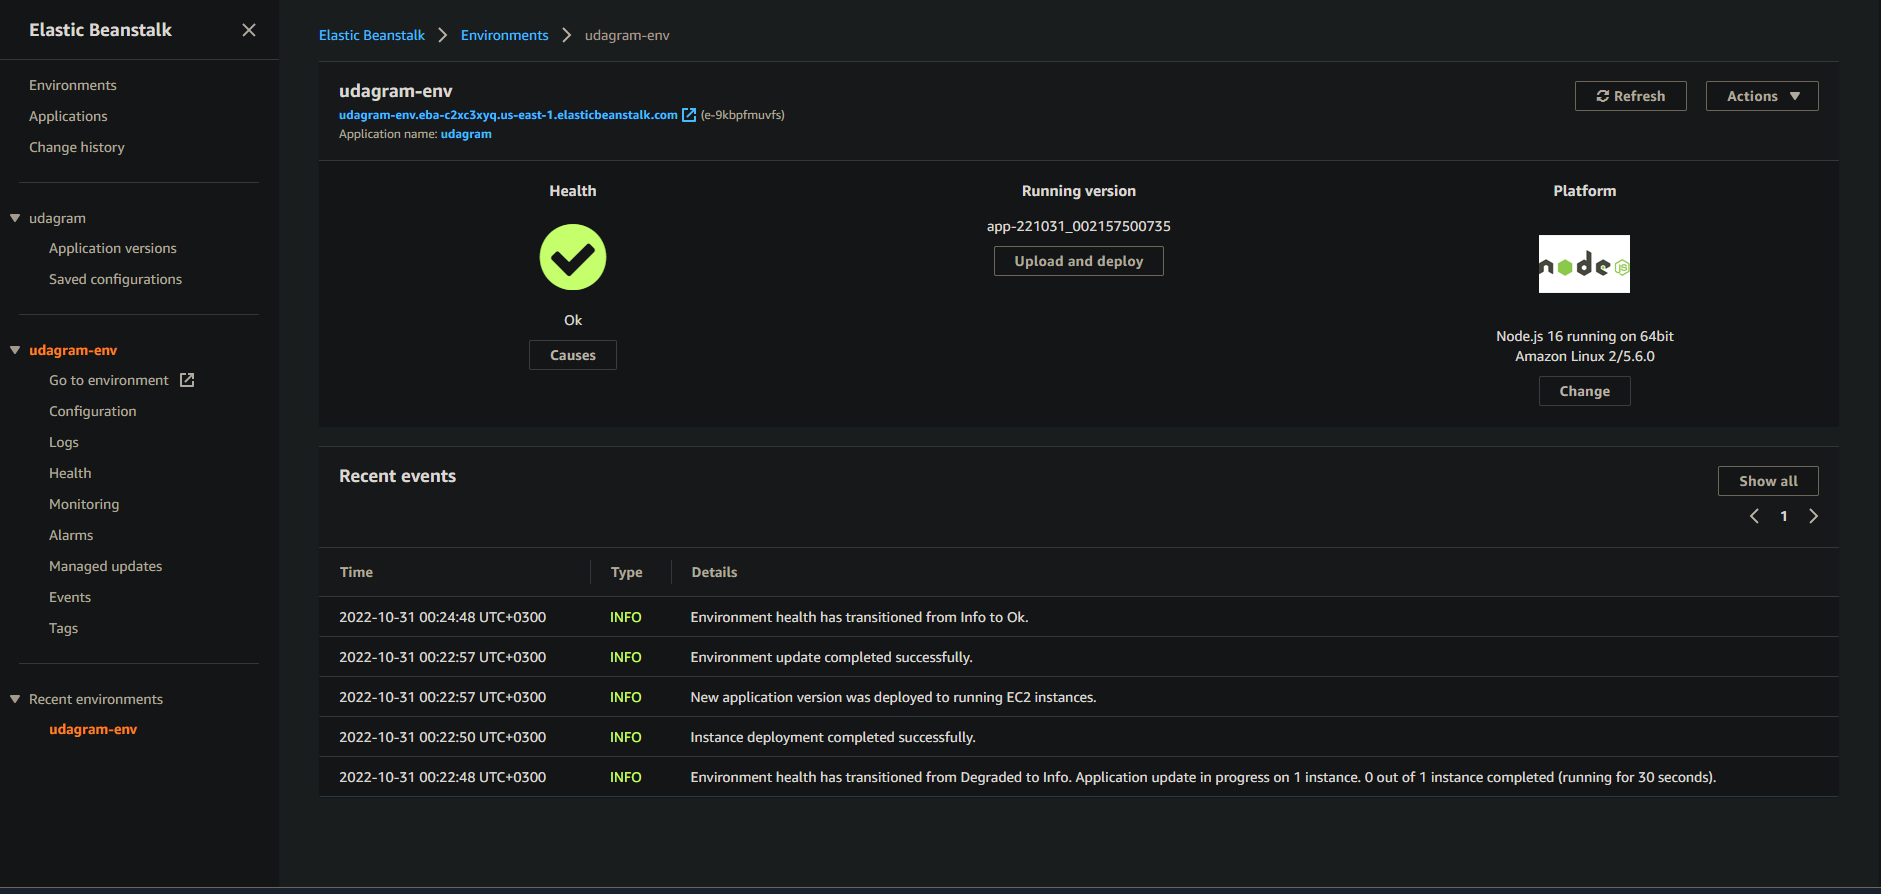 Elastic Beanstalk
Environments
Applications
Change history
udagram
Application versions
Saved configurations
udagram-env
Go to environment
Configuration
Logs
Health
Monitoring
Alarms
Managed updates
Events
Tags
Recent environments
udagram-env
Elastic Beanstalk > Environments > udagram-env
udagram-env
udagram-env.eba-c2xc3xyq.us-east-1.elasticbeanstalk.com (e-9kbpfmuvfs)
Application name: udagram
Refresh
Actions
Health
Ok
Causes
Running version
app-221031_002157500735
Upload and deploy
Platform
node JS
Node.js 16 running on 64bit
Amazon Linux 2/5.6.0
Change
Recent events
Show all
1
Time Type Details
2022-10-31 00:24:48 UTC+0300 INFO Environment health has transitioned from Info to Ok.
2022-10-31 00:22:57 UTC+0300 INFO Environment update completed successfully.
2022-10-31 00:22:57 UTC+0300 INFO New application version was deployed to running EC2 instances.
2022-10-31 00:22:50 UTC+0300 INFO Instance deployment completed successfully.
2022-10-31 00:22:48 UTC+0300 INFO Environment health has transitioned from Degraded to Info. Application update in progress on 1 instance. 0 out of 1 instance completed (running for 30 seconds).